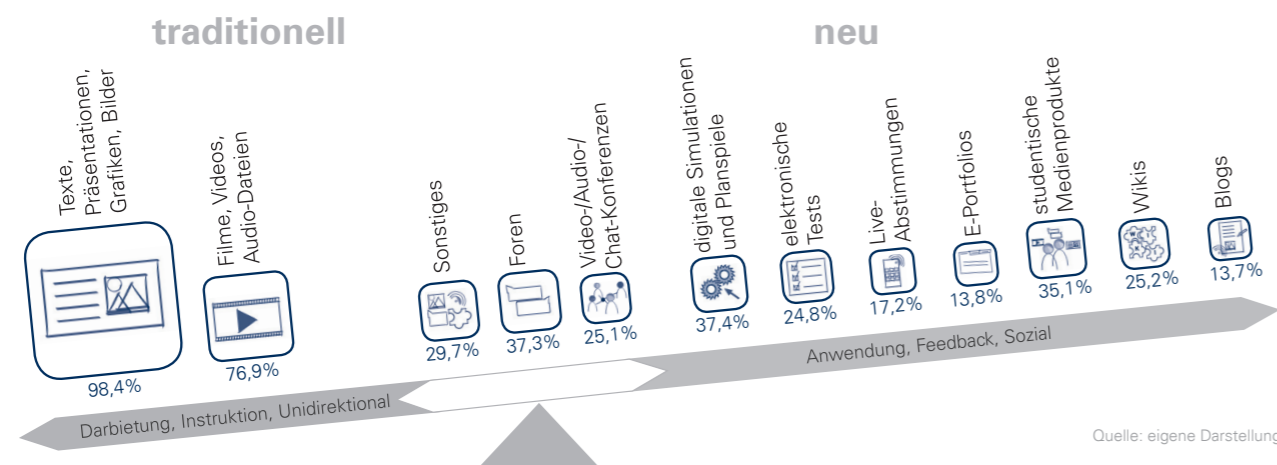 traditionell
neu
Texte,
Präsentationen,
Grafiken, Bilder
98,4%
Filme, Videos,
Audio-Dateien
76,9%
Sonstiges
29,7%
Foren
37,3%
Video-/Audio-/
Chat-Konferenzen
25,1%
digitale Simulationen
und Planspiele
37,4%
elektronische
Tests
24,8%
Live-
Abstimmungen
17,2%
E-Portfolios
13,8%
studentische
Medienprodukte
35,1%
Wikis
25,2%
Blogs
13,7%
Darbietung, Instruktion, Unidirektional
Anwendung, Feedback, Sozial
Quelle: eigene Darstellung